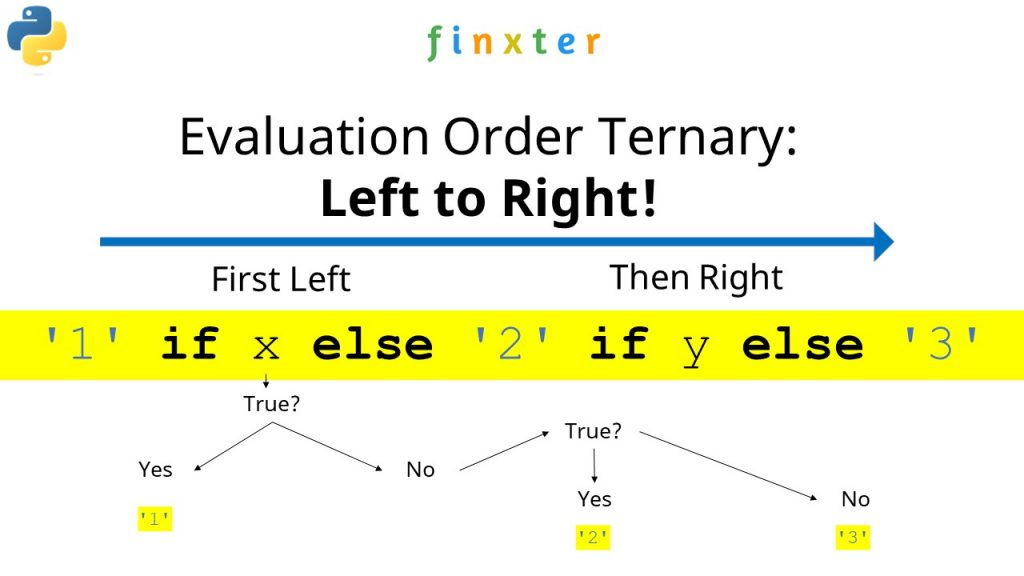 finxter
Evaluation Order Ternary:
Left to Right!
First Left
Then Right
'1' if x else '2' if y else '3'
True?
True?
Yes
No
Yes
No
'1'
'2'
'3'